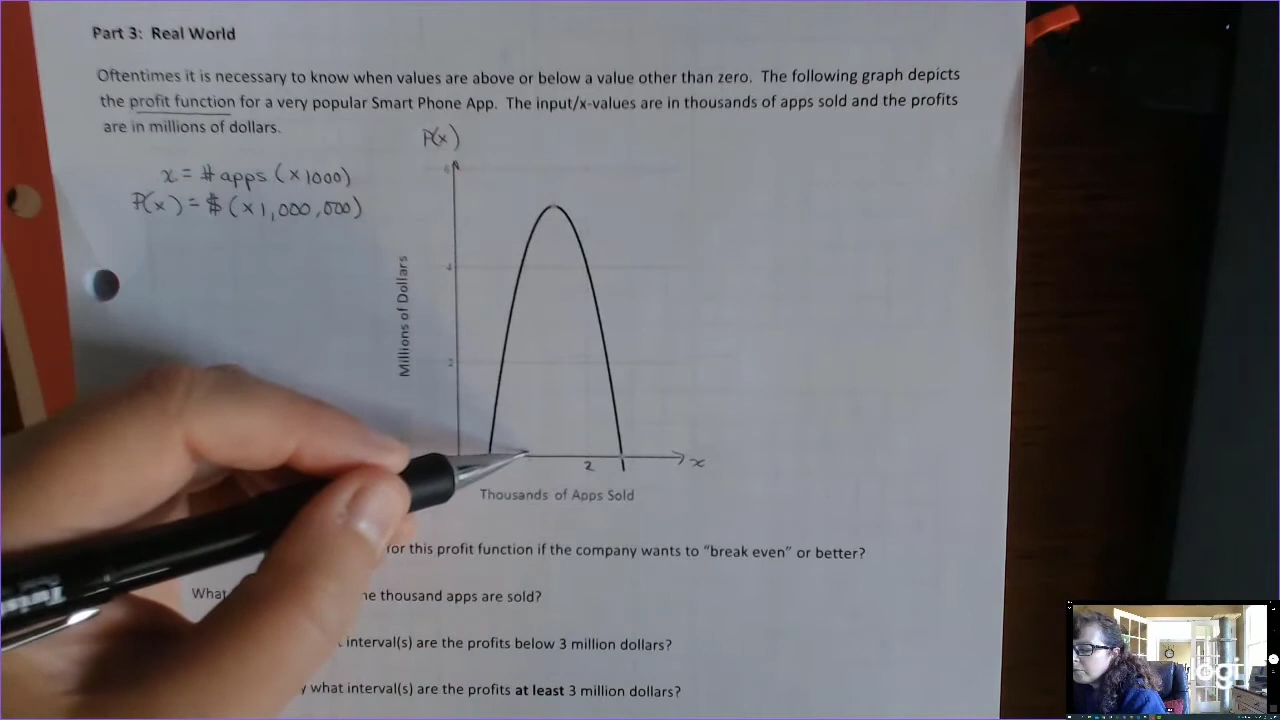 Part 3: Real World
Oftentimes it is necessary to know when values are above or below a value other than zero. The following graph depicts
the profit function for a very popular Smart Phone App. The input/x-values are in thousands of apps sold and the profits
are in millions of dollars.
P(x)
x = # apps (×1000)
P(x) = $ (×1,000,000)
6
4
Millions of Dollars
2
2
x
Thousands of Apps Sold
for this profit function if the company wants to "break even" or better?
What
thousand apps are sold?
interval(s) are the profits below 3 million dollars?
what interval(s) are the profits at least 3 million dollars?
logi